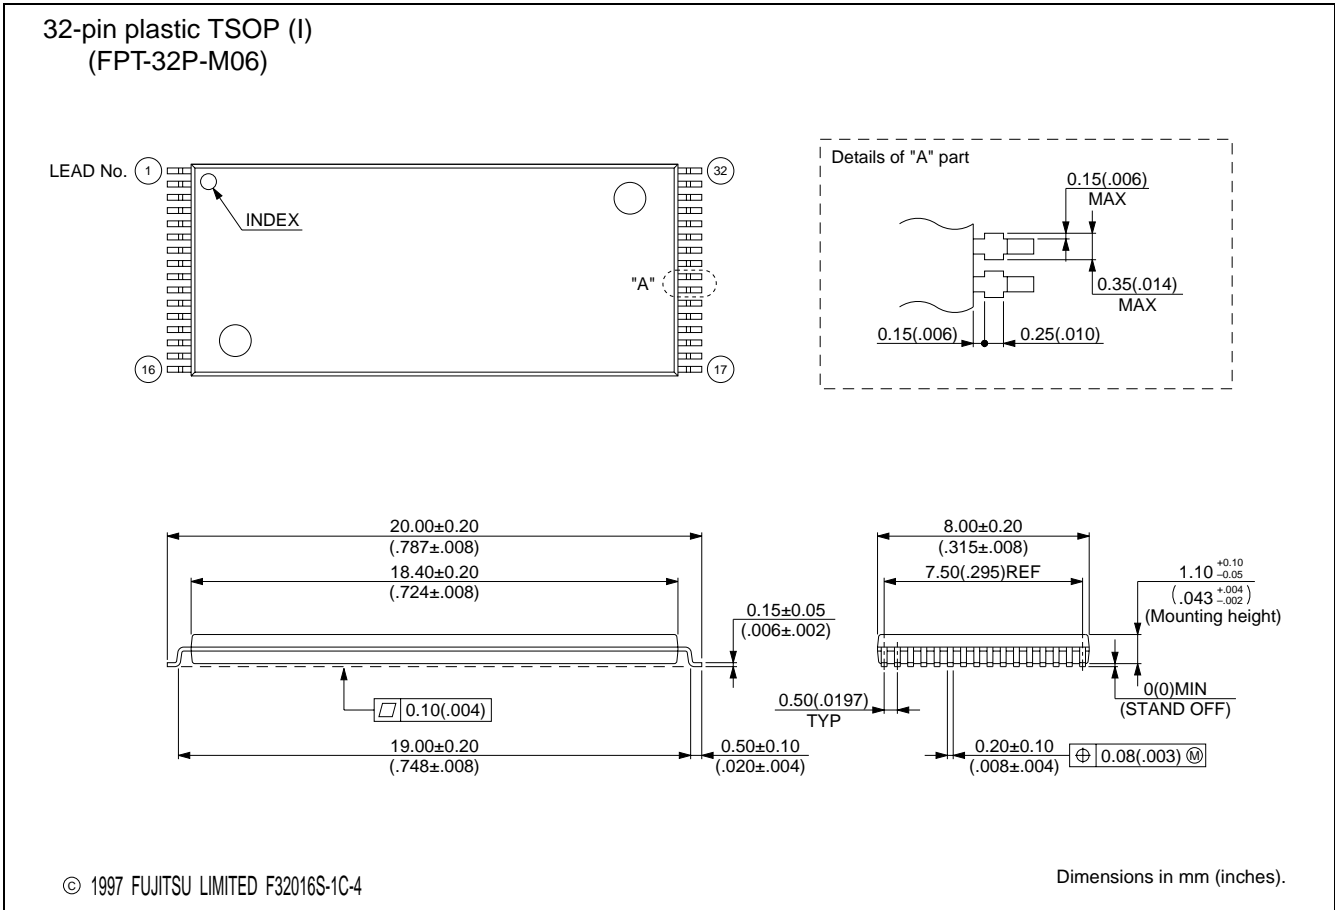 32-pin plastic TSOP (I)
(FPT-32P-M06)
LEAD No. 1
32
INDEX
"A"
16
17
Details of "A" part
0.15(.006)
MAX
0.35(.014)
MAX
0.15(.006)
0.25(.010)
20.00±0.20
(.787±.008)
18.40±0.20
(.724±.008)
0.15±0.05
(.006±.002)
0.10(.004)
19.00±0.20
(.748±.008)
0.50±0.10
(.020±.004)
8.00±0.20
(.315±.008)
7.50(.295)REF
1.10 +0.10 −0.05
(.043 +.004 −.002)
(Mounting height)
0.50(.0197)
TYP
0(0)MIN
(STAND OFF)
0.20±0.10
(.008±.004)
⌖ 0.08(.003) Ⓜ
© 1997 FUJITSU LIMITED F32016S-1C-4
Dimensions in mm (inches).